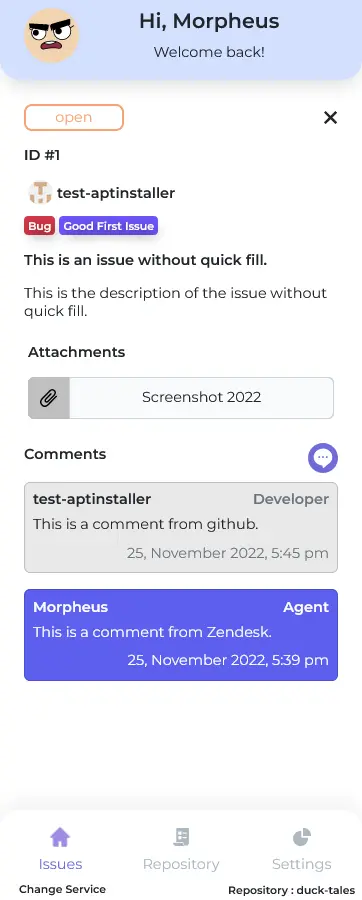 Hi, Morpheus
Welcome back!
open
ID #1
test-aptinstaller
Bug Good First Issue
This is an issue without quick fill.
This is the description of the issue without
quick fill.
Attachments
Screenshot 2022
Comments
test-aptinstaller Developer
This is a comment from github.
25, November 2022, 5:45 pm
Morpheus Agent
This is a comment from Zendesk.
25, November 2022, 5:39 pm
Issues Repository Settings
Change Service Repository : duck-tales